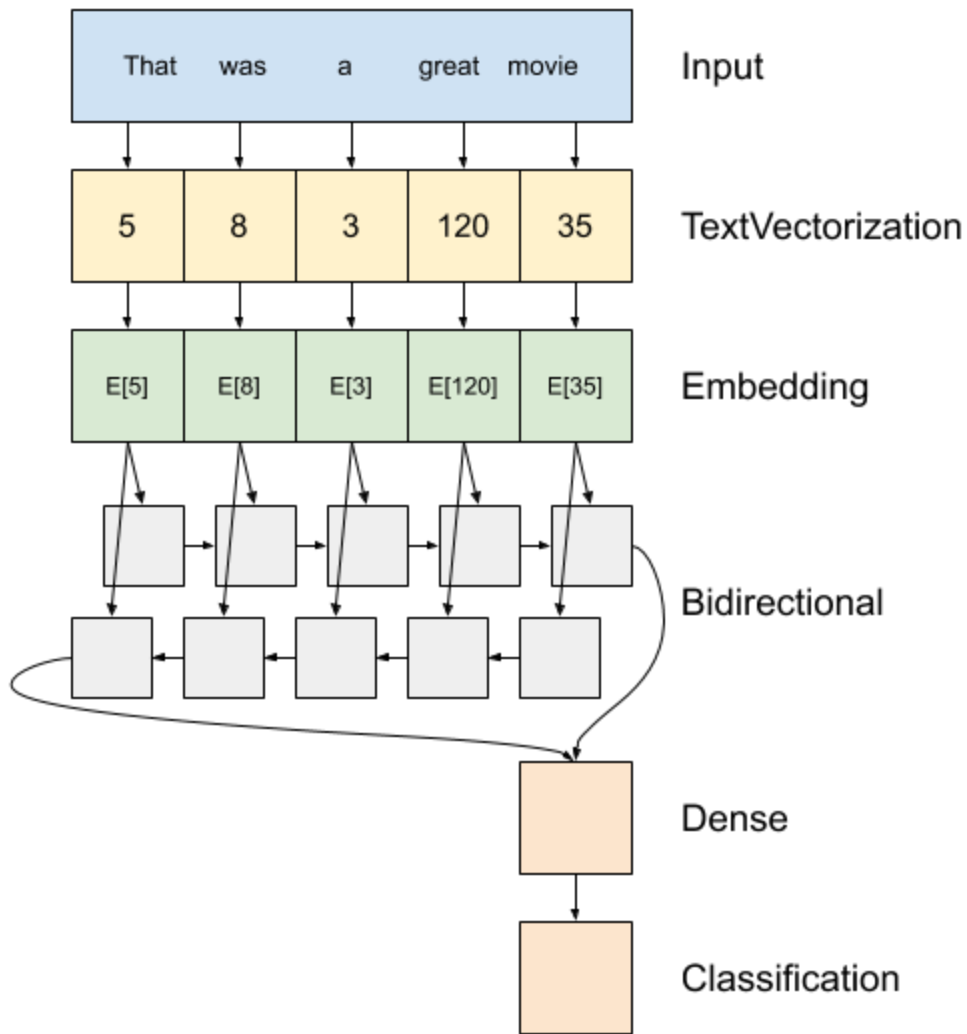 That was a great movie Input
5 8 3 120 35 TextVectorization
E[5] E[8] E[3] E[120] E[35] Embedding
Bidirectional
Dense
Classification